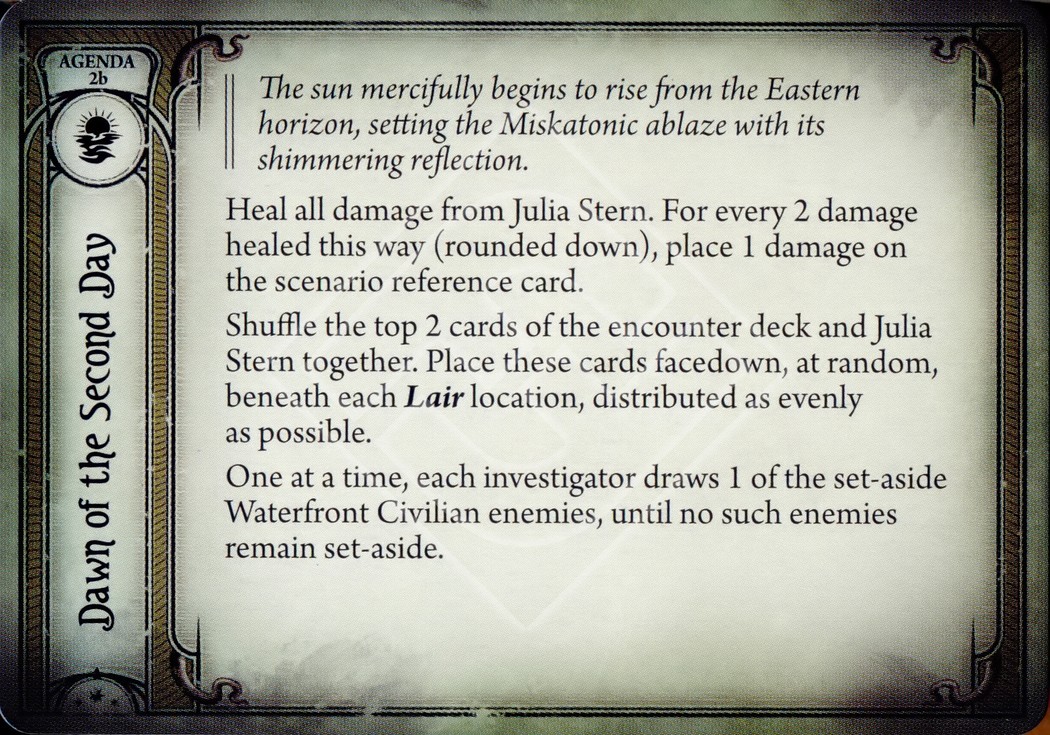 AGENDA
2b
Dawn of the Second Day
The sun mercifully begins to rise from the Eastern
horizon, setting the Miskatonic ablaze with its
shimmering reflection.
Heal all damage from Julia Stern. For every 2 damage
healed this way (rounded down), place 1 damage on
the scenario reference card.
Shuffle the top 2 cards of the encounter deck and Julia
Stern together. Place these cards facedown, at random,
beneath each Lair location, distributed as evenly
as possible.
One at a time, each investigator draws 1 of the set-aside
Waterfront Civilian enemies, until no such enemies
remain set-aside.